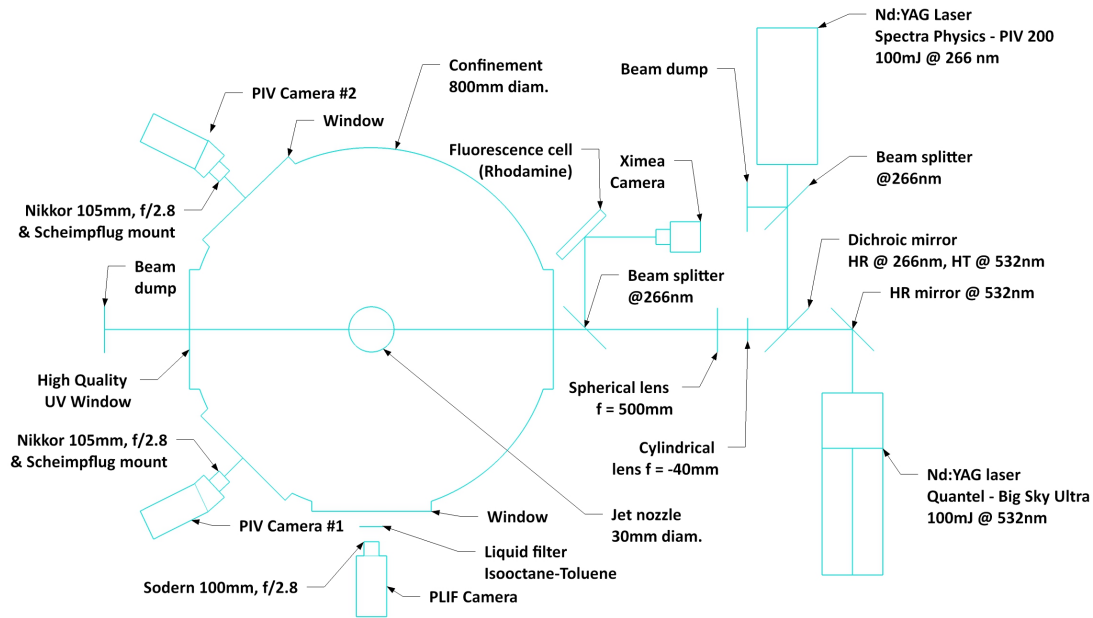 Nd:YAG Laser
Spectra Physics - PIV 200
100mJ @ 266 nm
Confinement
800mm diam.
Beam dump
PIV Camera #2
Window
Fluorescence cell
(Rhodamine)
Ximea
Camera
Beam splitter
@266nm
Nikkor 105mm, f/2.8
& Scheimpflug mount
Dichroic mirror
HR @ 266nm, HT @ 532nm
Beam
dump
Beam splitter
@266nm
HR mirror @ 532nm
High Quality
UV Window
Spherical lens
f = 500mm
Nikkor 105mm, f/2.8
& Scheimpflug mount
Cylindrical
lens f = -40mm
Nd:YAG laser
Quantel - Big Sky Ultra
100mJ @ 532nm
PIV Camera #1
Window
Jet nozzle
30mm diam.
Liquid filter
Isooctane-Toluene
Sodern 100mm, f/2.8
PLIF Camera